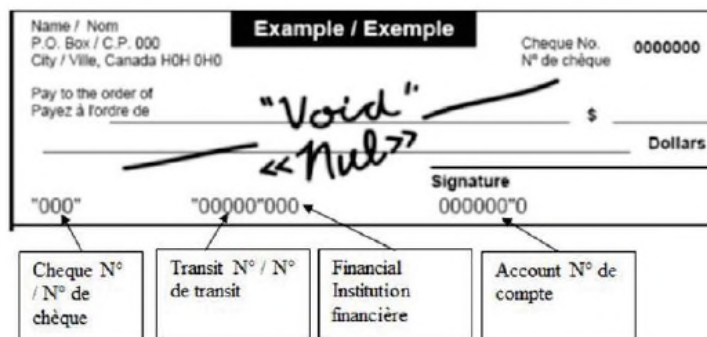 Name / Nom
P.O. Box / C.P. 000
City / Ville, Canada H0H 0H0
Example / Exemple
Cheque No. 0000000
Nº de chèque
Pay to the order of
Payez à l'ordre de
"Void"
$
«Nul»
Dollars
Signature
"000" "00000"000 000000"0
Cheque N°
/ N° de
chèque
Transit N° / N°
de transit
Financial
Institution
financière
Account N° de
compte